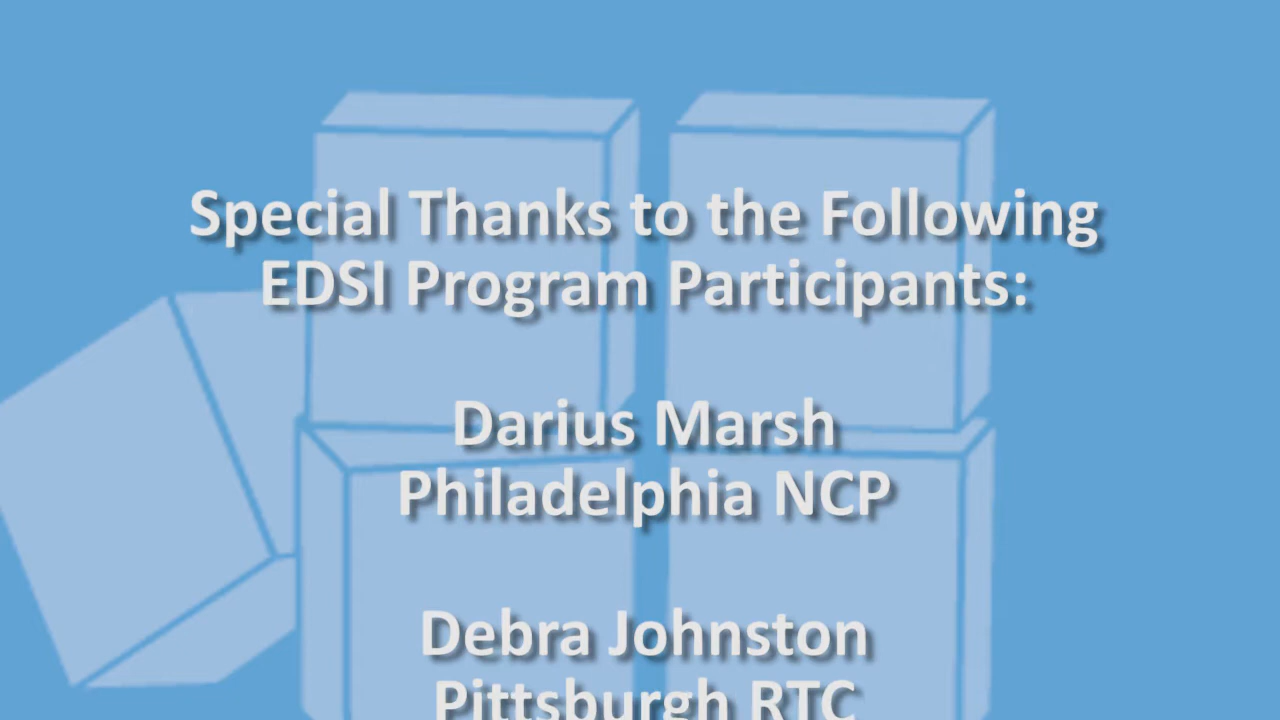 Special Thanks to the Following
EDSI Program Participants:
Darius Marsh
Philadelphia NCP
Debra Johnston
Pittsburgh RTC